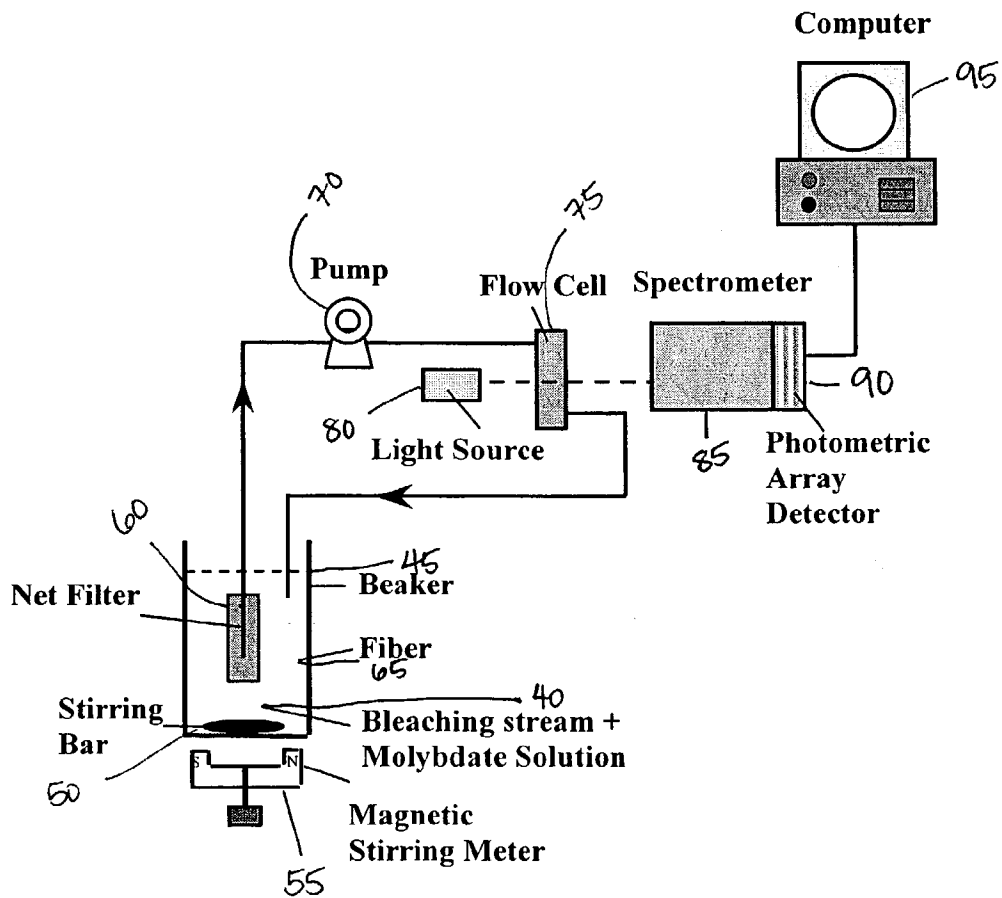 Computer
95
70
75
Pump
Flow Cell
Spectrometer
80
Light Source
85
90
Photometric
Array
Detector
60
45
Beaker
Net Filter
Fiber
65
40
Stirring
Bar
Bleaching stream +
Molybdate Solution
50
S
N
Magnetic
Stirring Meter
55